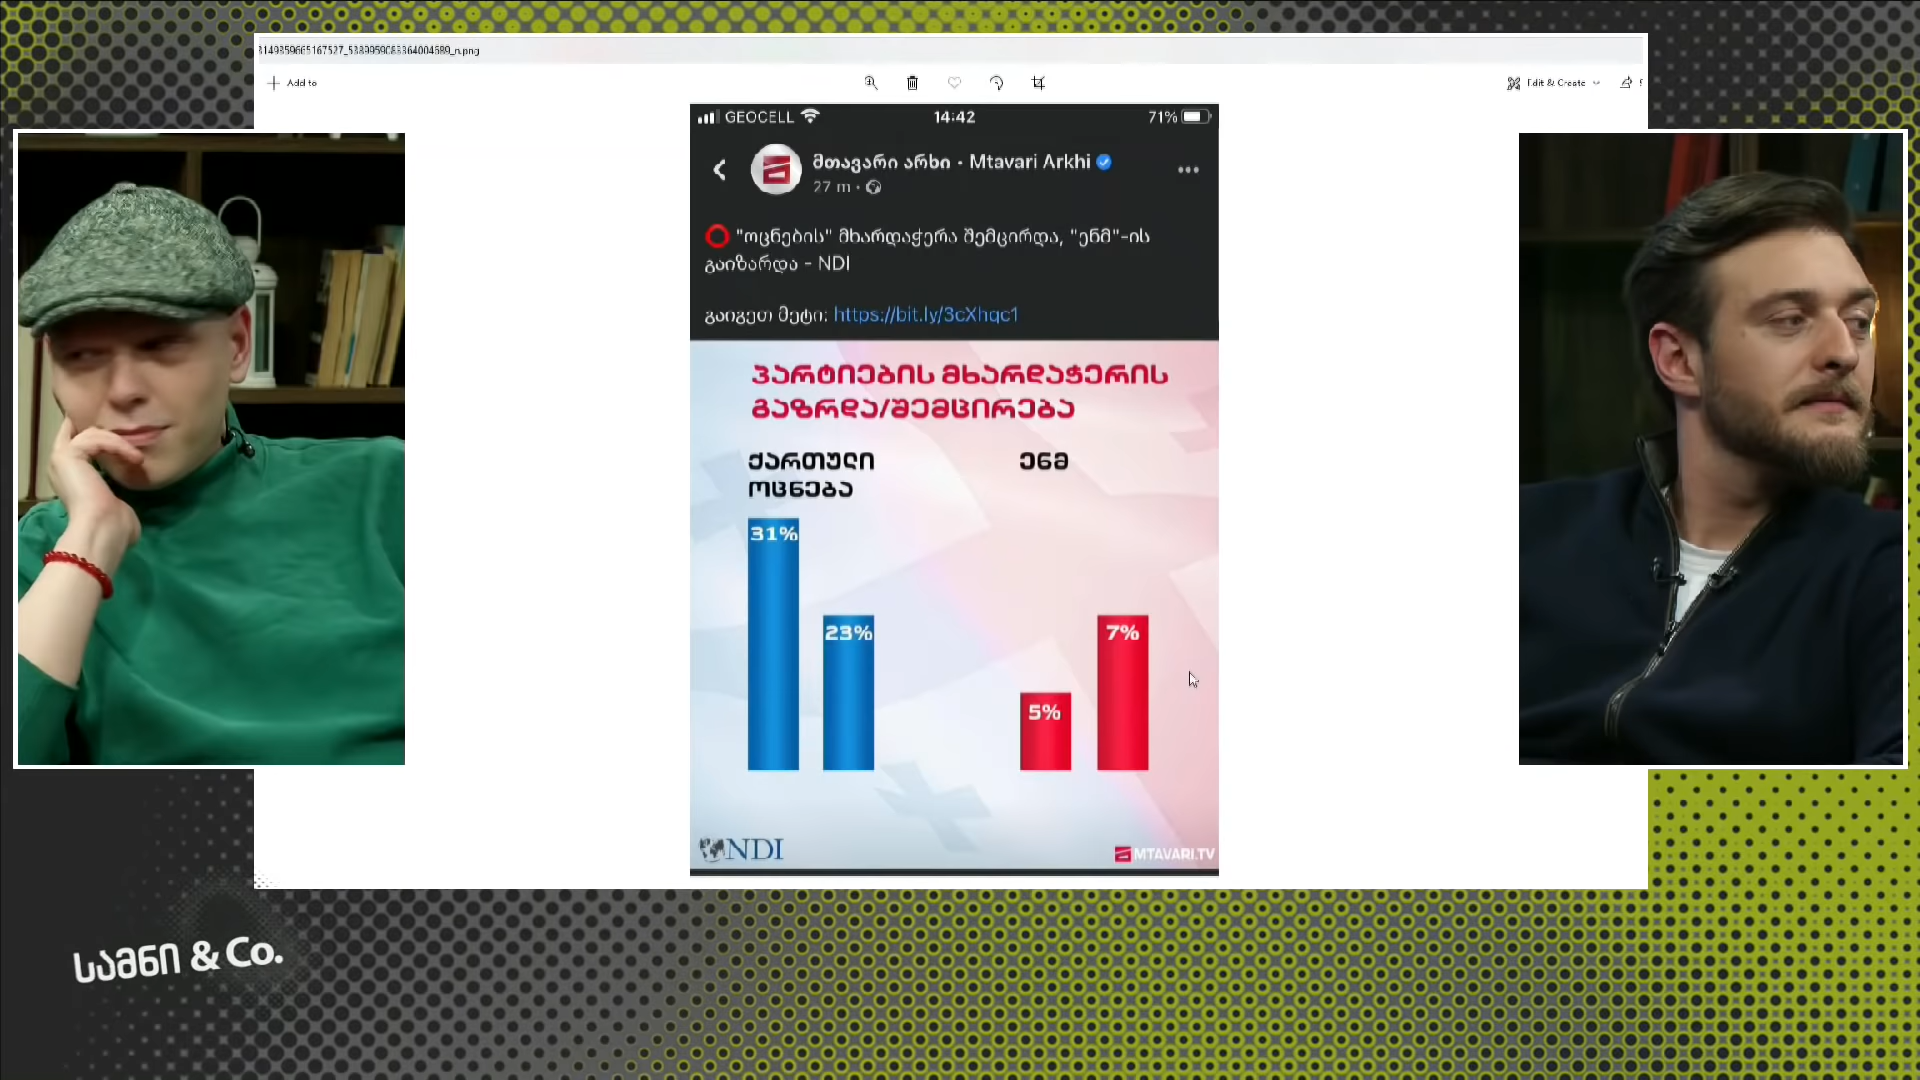 Add to
Edit & Create
GEOCELL
14:42
71%
მთავარი არხი - Mtavari Arkhi
27 m
"ოცნების" მხარდაჭერა შემცირდა, "ენმ"-ის
გაიზარდა - NDI
გაიგეთ მეტი: https://bit.ly/3cXhqc1
პარტიების მხარდაჭერის
გაზრდა/შემცირება
ქართული
ოცნება
ენმ
31%
23%
5%
7%
NDI
MTAVARI.TV
სამნი & Co.